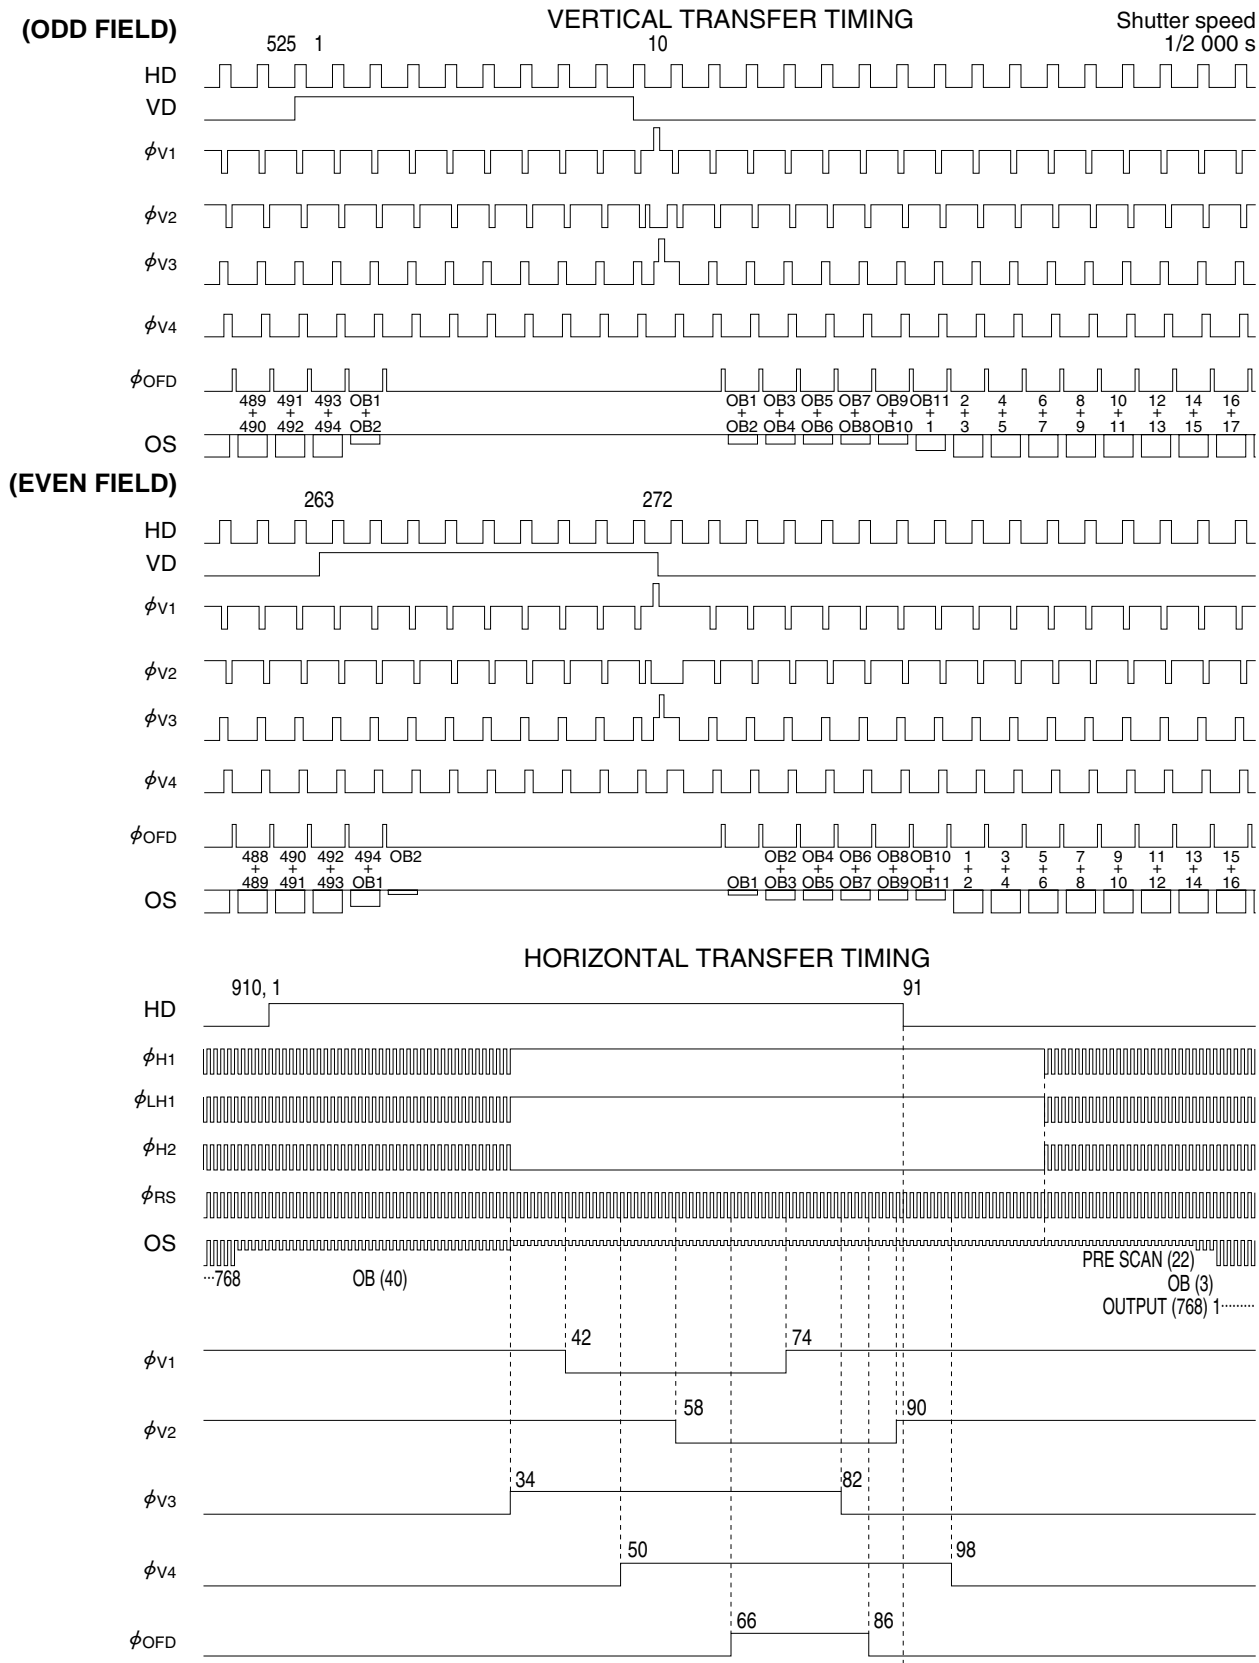 VERTICAL TRANSFER TIMING
Shutter speed
1/2 000 s
(ODD FIELD)
525 1 10
HD
VD
ϕV1
ϕV2
ϕV3
ϕV4
ϕOFD
489 491 493 OB1 OB1 OB3 OB5 OB7 OB9 OB11 2 4 6 8 10 12 14 16
+ + + + + + + + + + + + + + + + + +
490 492 494 OB2 OB2 OB4 OB6 OB8 OB10 1 3 5 7 9 11 13 15 17
OS
(EVEN FIELD)
263 272
HD
VD
ϕV1
ϕV2
ϕV3
ϕV4
ϕOFD
488 490 492 494 OB2 OB2 OB4 OB6 OB8 OB10 1 3 5 7 9 11 13 15
+ + + + + + + + + + + + + + + + +
489 491 493 OB1 OB1 OB3 OB5 OB7 OB9 OB11 2 4 6 8 10 12 14 16
OS
HORIZONTAL TRANSFER TIMING
910, 1 91
HD
ϕH1
ϕLH1
ϕH2
ϕRS
OS
PRE SCAN (22)
···768 OB (40) OB (3)
OUTPUT (768) 1·········
42 74
ϕV1
58 90
ϕV2
34 82
ϕV3
50 98
ϕV4
66 86
ϕOFD